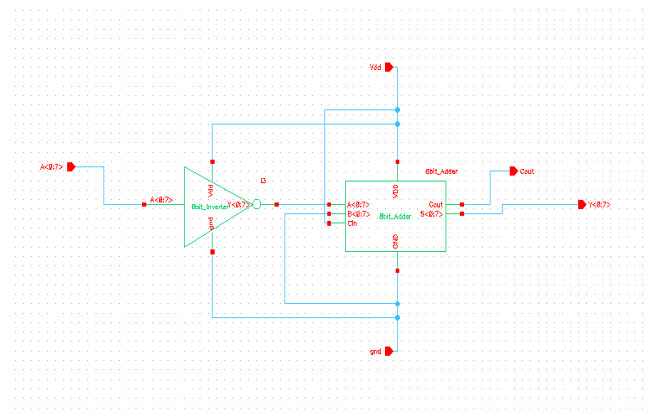 Vdd
A<0:7>
A<0:7>
Vdd
8bit_Inverter
Y<0:7>
gnd
I3
8bit_Adder
VDD
A<0:7>
B<0:7>
Cin
8bit_Adder
Cout
S<0:7>
GND
Cout
Y<0:7>
gnd